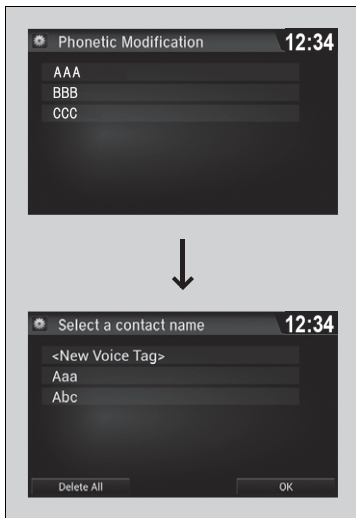 Phonetic Modification 12:34
AAA
BBB
CCC
Select a contact name 12:34
<New Voice Tag>
Aaa
Abc
Delete All OK